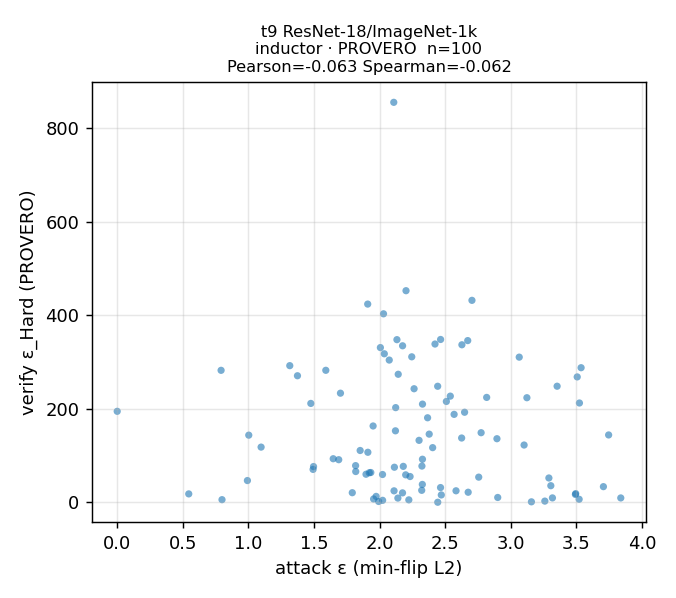 t9 ResNet-18/ImageNet-1k
inductor · PROVERO  n=100
Pearson=-0.063 Spearman=-0.062
verify ε_Hard (PROVERO)
800
600
400
200
0
0.0 0.5 1.0 1.5 2.0 2.5 3.0 3.5 4.0
attack ε (min-flip L2)